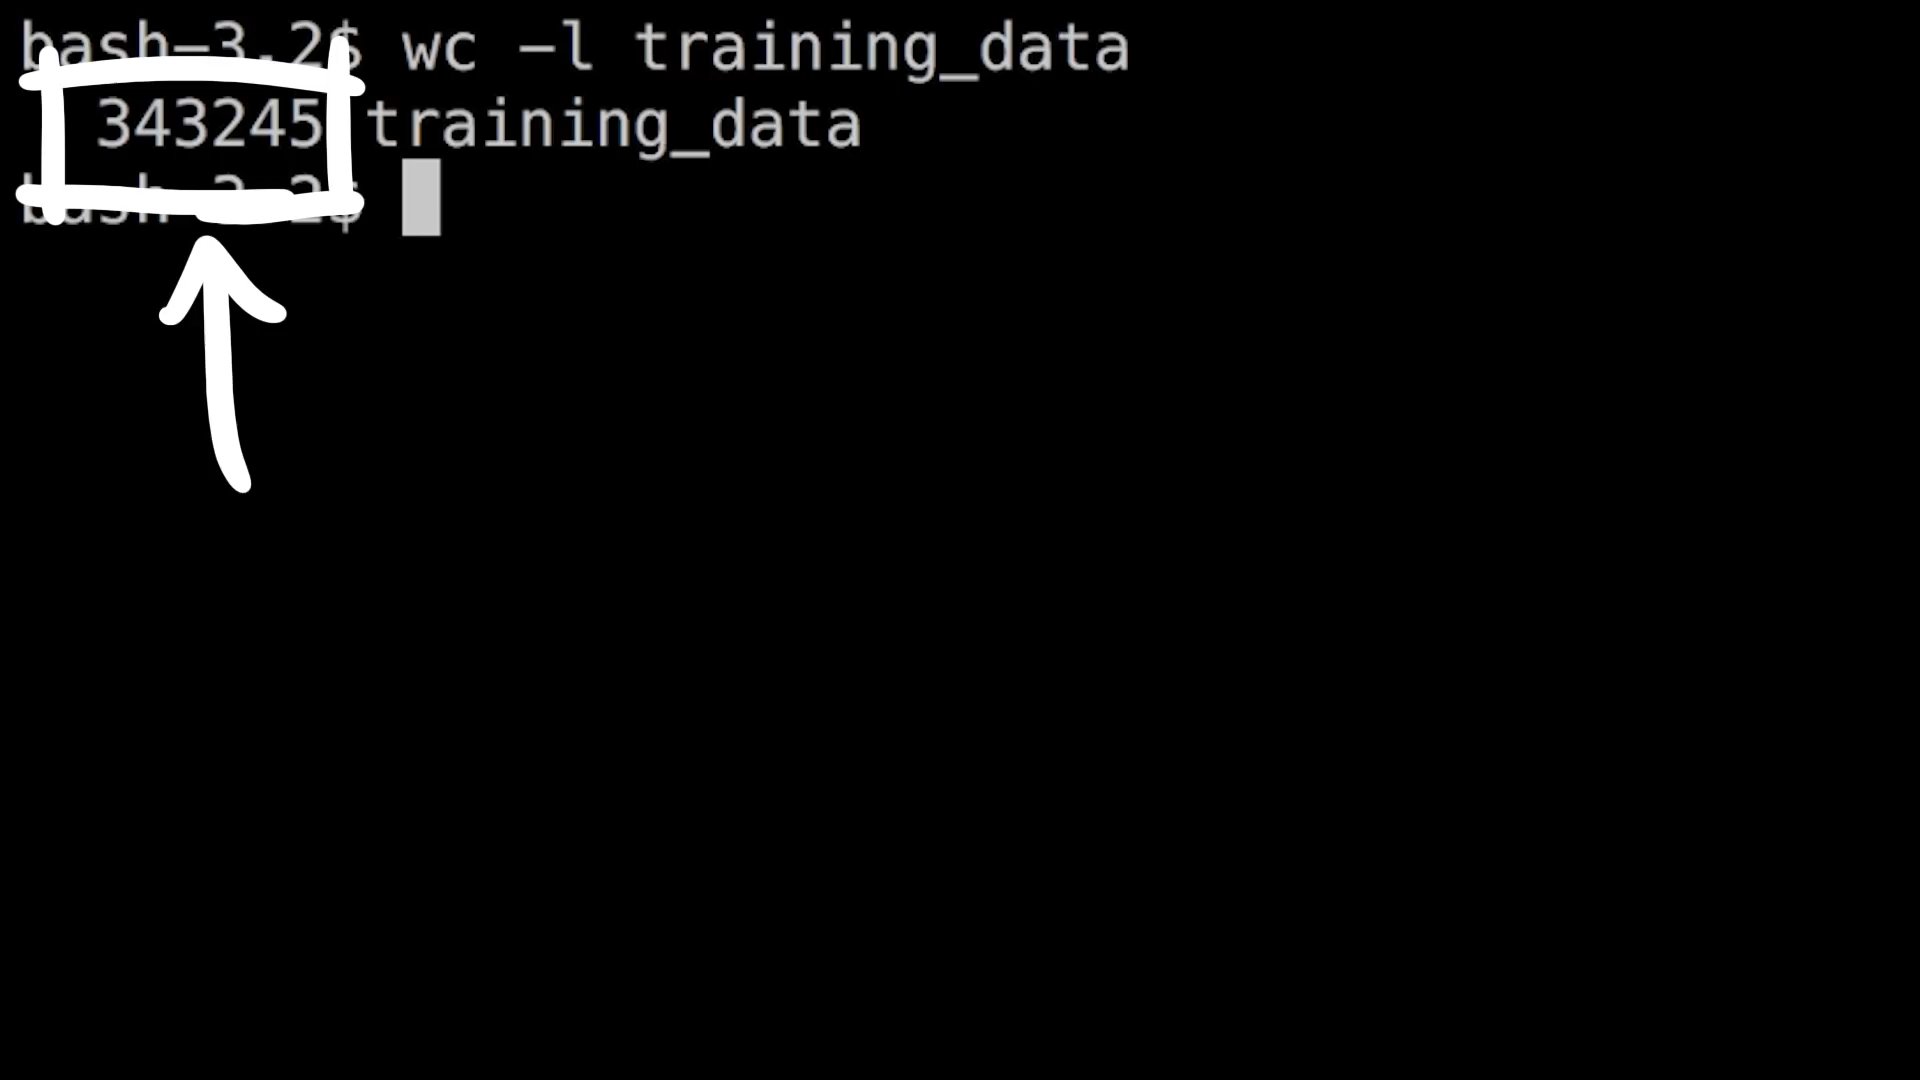 bash-3.2$ wc -l training_data
343245 training_data
bash-3.2$